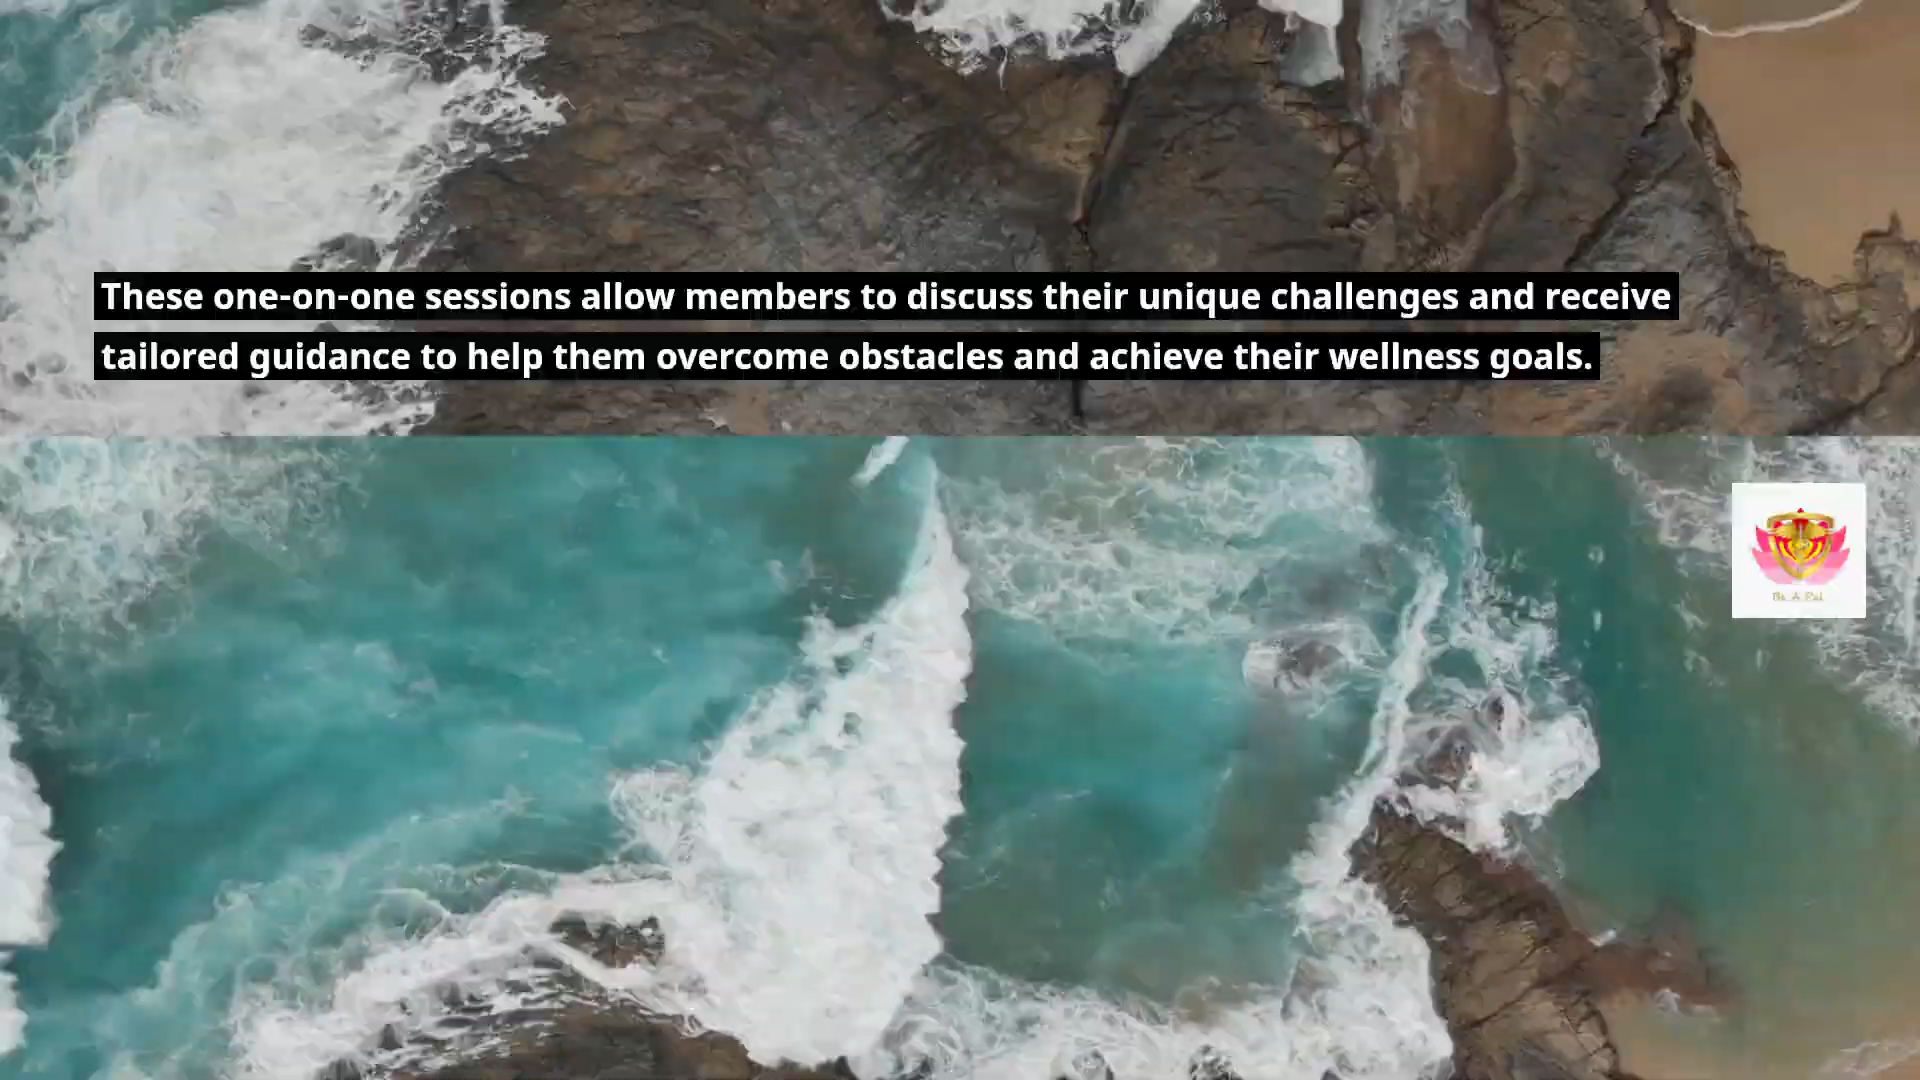 These one-on-one sessions allow members to discuss their unique challenges and receive
tailored guidance to help them overcome obstacles and achieve their wellness goals.